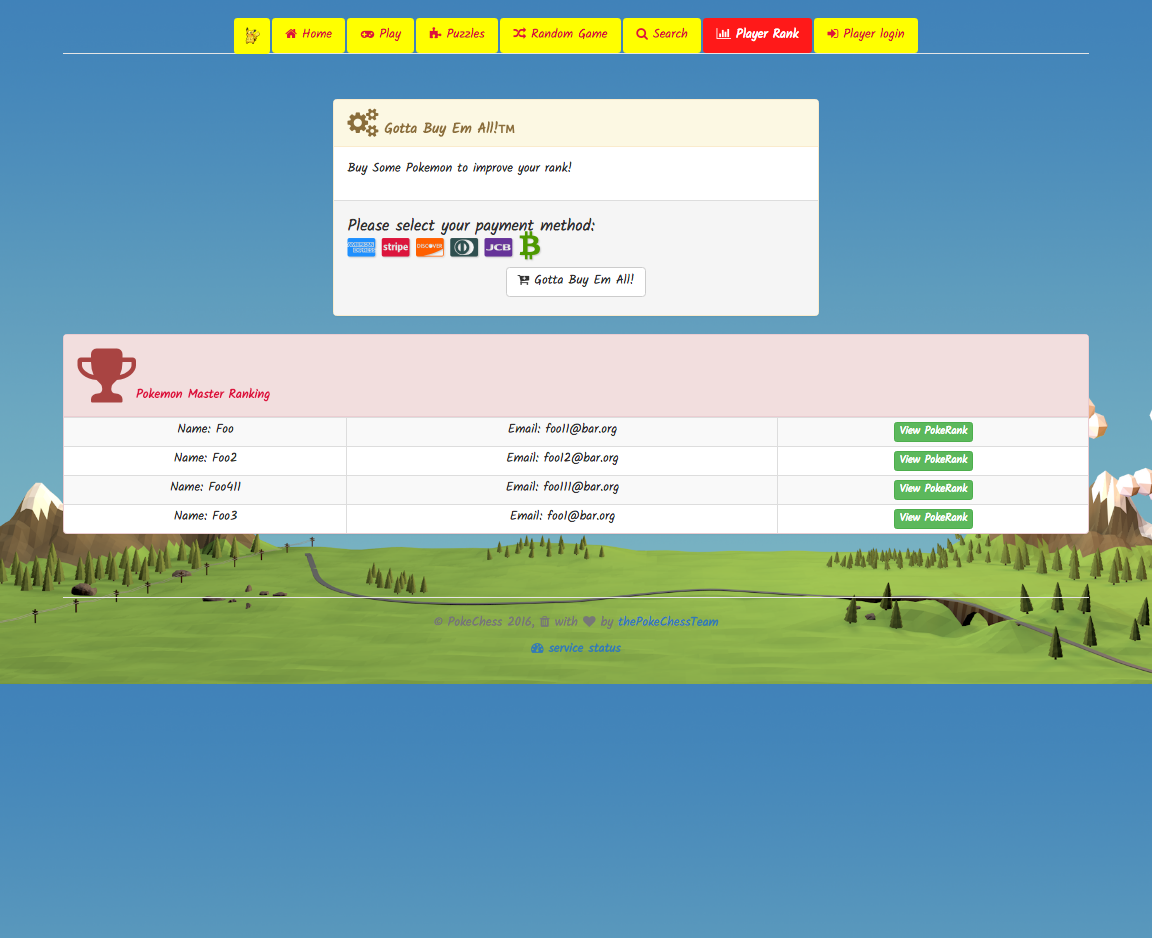 Home Play Puzzles Random Game Search Player Rank Player login
Gotta Buy Em All!™
Buy Some Pokemon to improve your rank!
Please select your payment method:
AMERICAN EXPRESS stripe DISCOVER JCB
Gotta Buy Em All!
Pokemon Master Ranking
Name: Foo Email: foo11@bar.org View PokeRank
Name: Foo2 Email: foo12@bar.org View PokeRank
Name: Foo411 Email: foo111@bar.org View PokeRank
Name: Foo3 Email: foo1@bar.org View PokeRank
© PokeChess 2016, with by thePokeChessTeam
service status